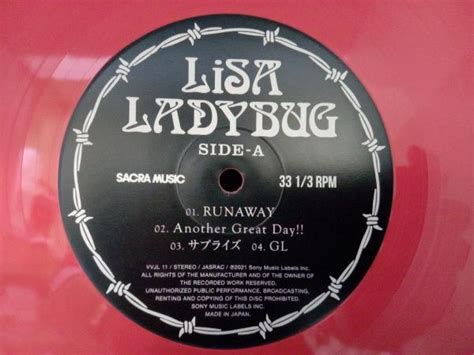 LiSA
LADYBUG
SIDE-A
SACRA MUSIC 33 1/3 RPM
01. RUNAWAY
02. Another Great Day!!
03. サプライズ 04. GL
VVJL 11 / STEREO / JASRAC / ℗2021 Sony Music Labels Inc.
ALL RIGHTS OF THE MANUFACTURER AND OF THE OWNER OF
THE RECORDED WORK RESERVED.
UNAUTHORIZED PUBLIC PERFORMANCE, BROADCASTING,
RENTING AND COPYING OF THIS DISC PROHIBITED.
SONY MUSIC LABELS INC.
MADE IN JAPAN.